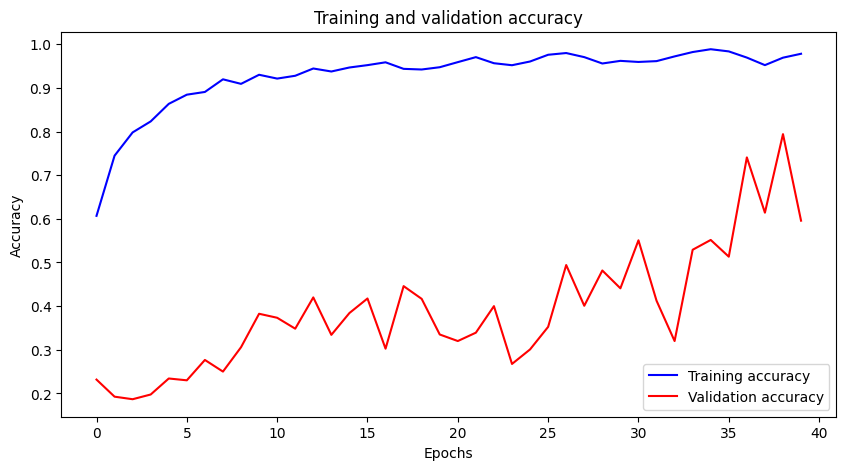 Training and validation accuracy
1.0
0.9
0.8
0.7
0.6
0.5
0.4
0.3
0.2
Accuracy
Training accuracy
Validation accuracy
0 5 10 15 20 25 30 35 40
Epochs